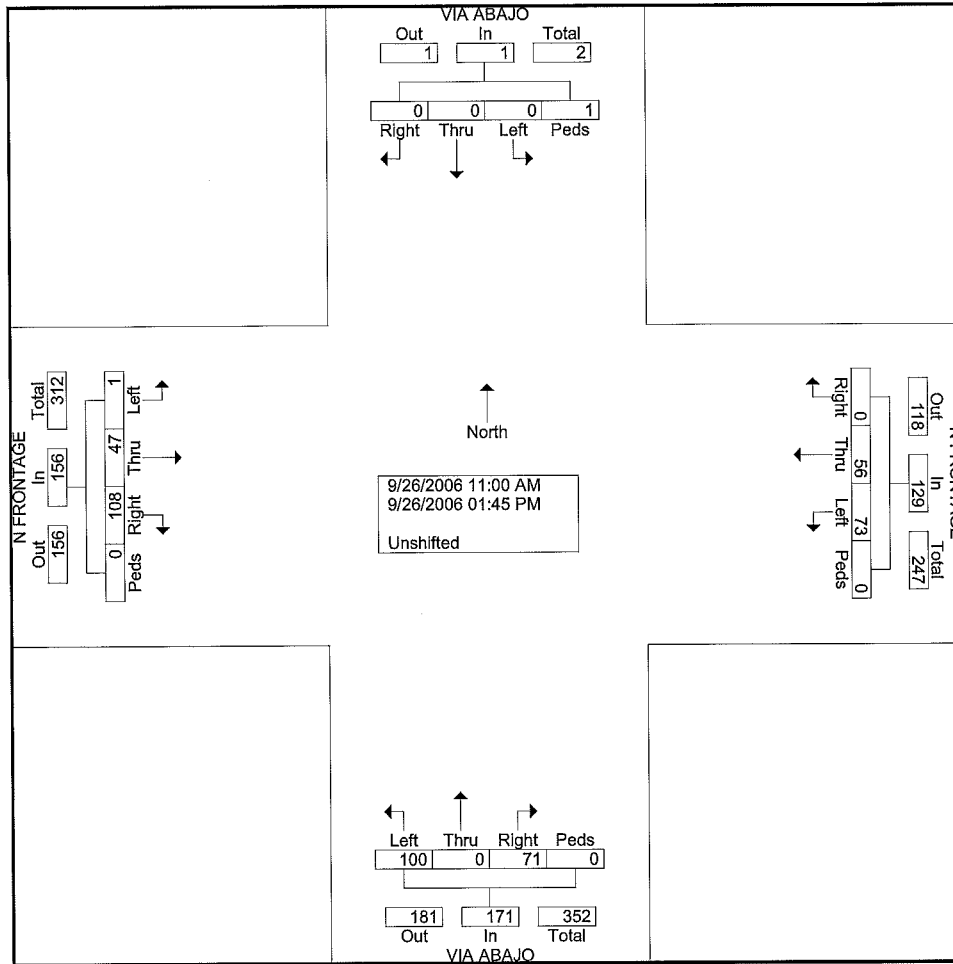 VIA ABAJO
Out In Total
1 1 2
0 0 0 1
Right Thru Left Peds
N FRONTAGE
Total In Out
312 156 156
1 47 108 0
Left Thru Right Peds
North
9/26/2006 11:00 AM
9/26/2006 01:45 PM
Unshifted
Right Thru Left Peds
0 56 73 0
Out In Total
118 129 247
N FRONTAGE
Left Thru Right Peds
100 0 71 0
181 171 352
Out In Total
VIA ABAJO